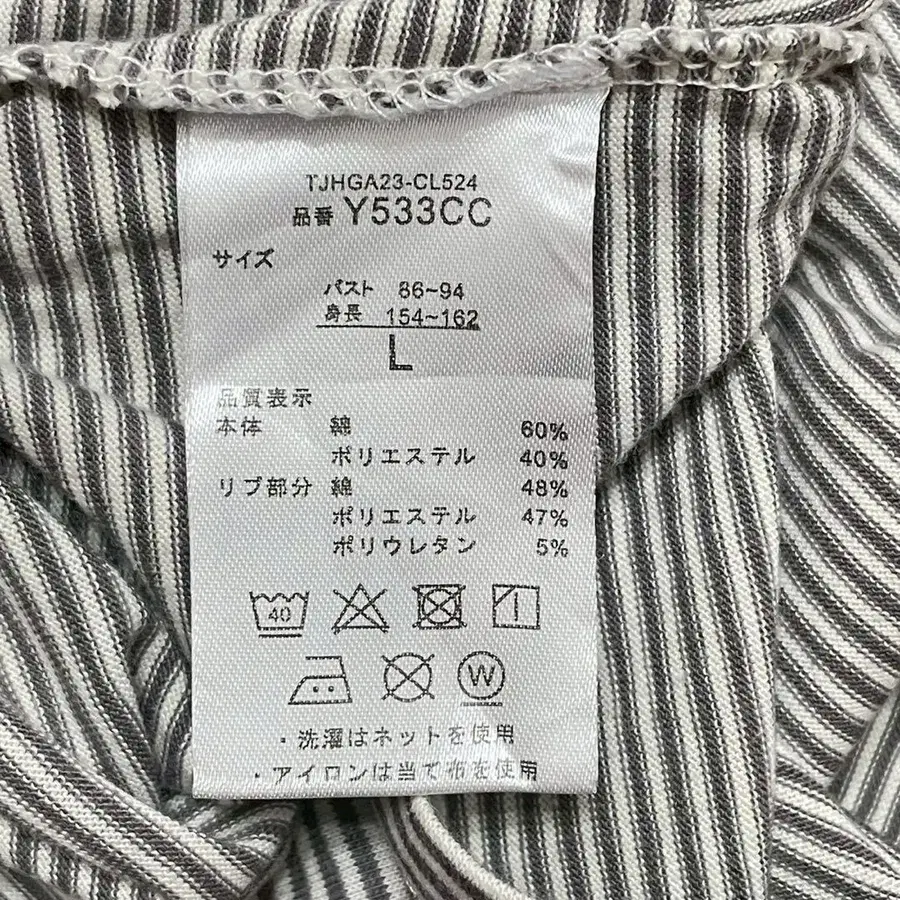 TJHGA23-CL524
品番 Y533CC
サイズ
バスト 86~94
身長 154~162
L
品質表示
本体 綿 60%
ポリエステル 40%
リブ部分 綿 48%
ポリエステル 47%
ポリウレタン 5%
40
W
・洗濯はネットを使用
・アイロンは当て布を使用